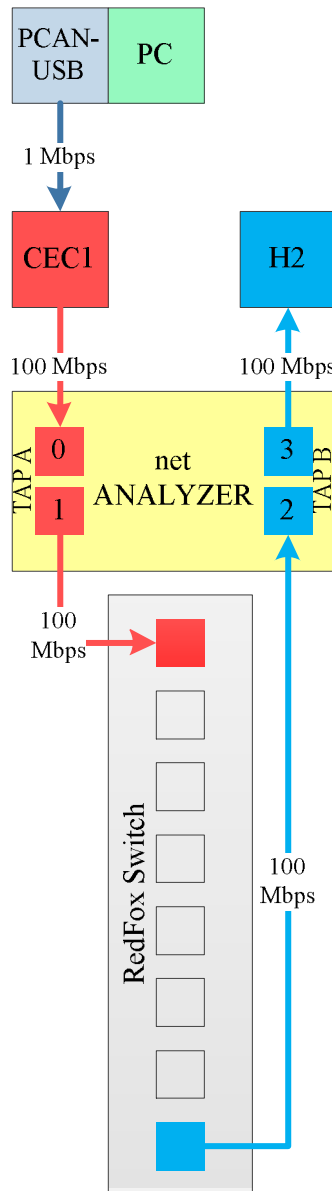 PCAN-
USB
PC
1 Mbps
CEC1
H2
100 Mbps
100 Mbps
TAP A
0
1
net
ANALYZER
3
2
TAP B
100
Mbps
RedFox Switch
100
Mbps